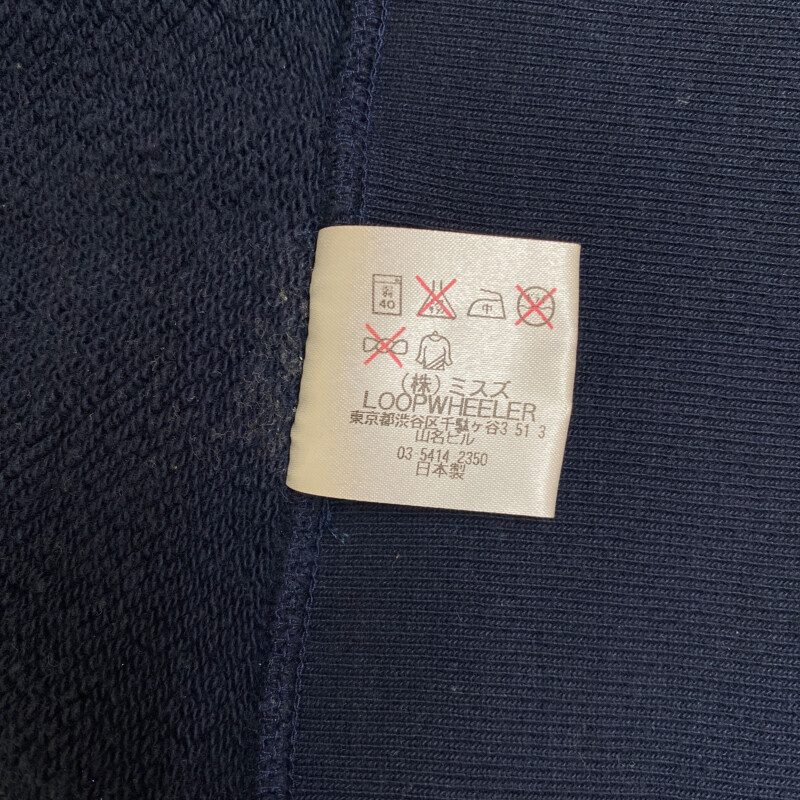 40
中
(株)ミスズ
LOOPWHEELER
東京都渋谷区千駄ヶ谷3 51 3
山名ビル
03-5414 2350
日本製